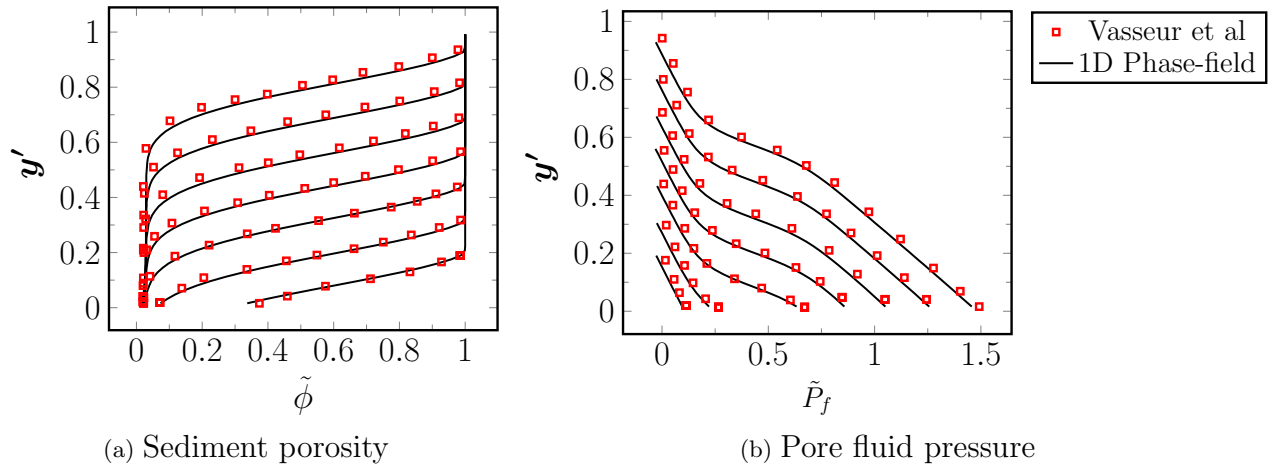 1
0.8
0.6
0.4
0.2
0
y′
0 0.2 0.4 0.6 0.8 1
ϕ̃
(a) Sediment porosity
1
0.8
0.6
0.4
0.2
0
y′
0 0.5 1 1.5
P̃f
(b) Pore fluid pressure
Vasseur et al
1D Phase-field